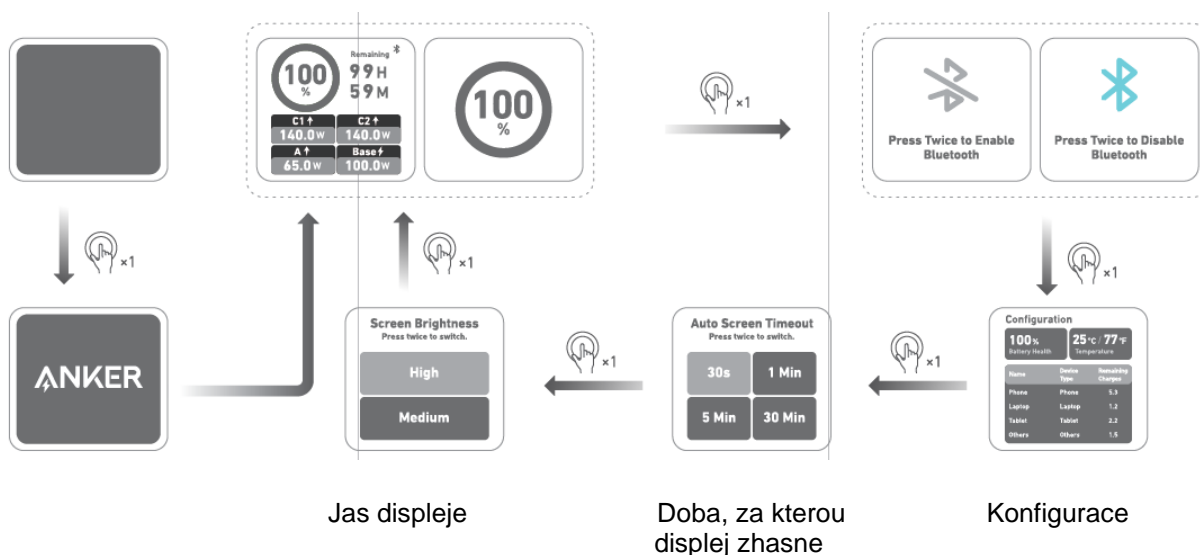 Remaining
100
%
99H
59M
C1↑ C2↑
140.0W 140.0W
A↑ Base⚡
65.0W 100.0W
100
%
×1
Press Twice to Enable
Bluetooth
Press Twice to Disable
Bluetooth
×1
×1
×1
ANKER
Screen Brightness
Press twice to switch.
High
Medium
×1
Auto Screen Timeout
Press twice to switch.
30s 1 Min
5 Min 30 Min
×1
Configuration
100% 25°C / 77°F
Battery Health Temperature
Name Device Type Remaining Charges
Phone Phone 5.3
Laptop Laptop 1.2
Tablet Tablet 2.2
Others Others 1.5
Jas displeje
Doba, za kterou
displej zhasne
Konfigurace